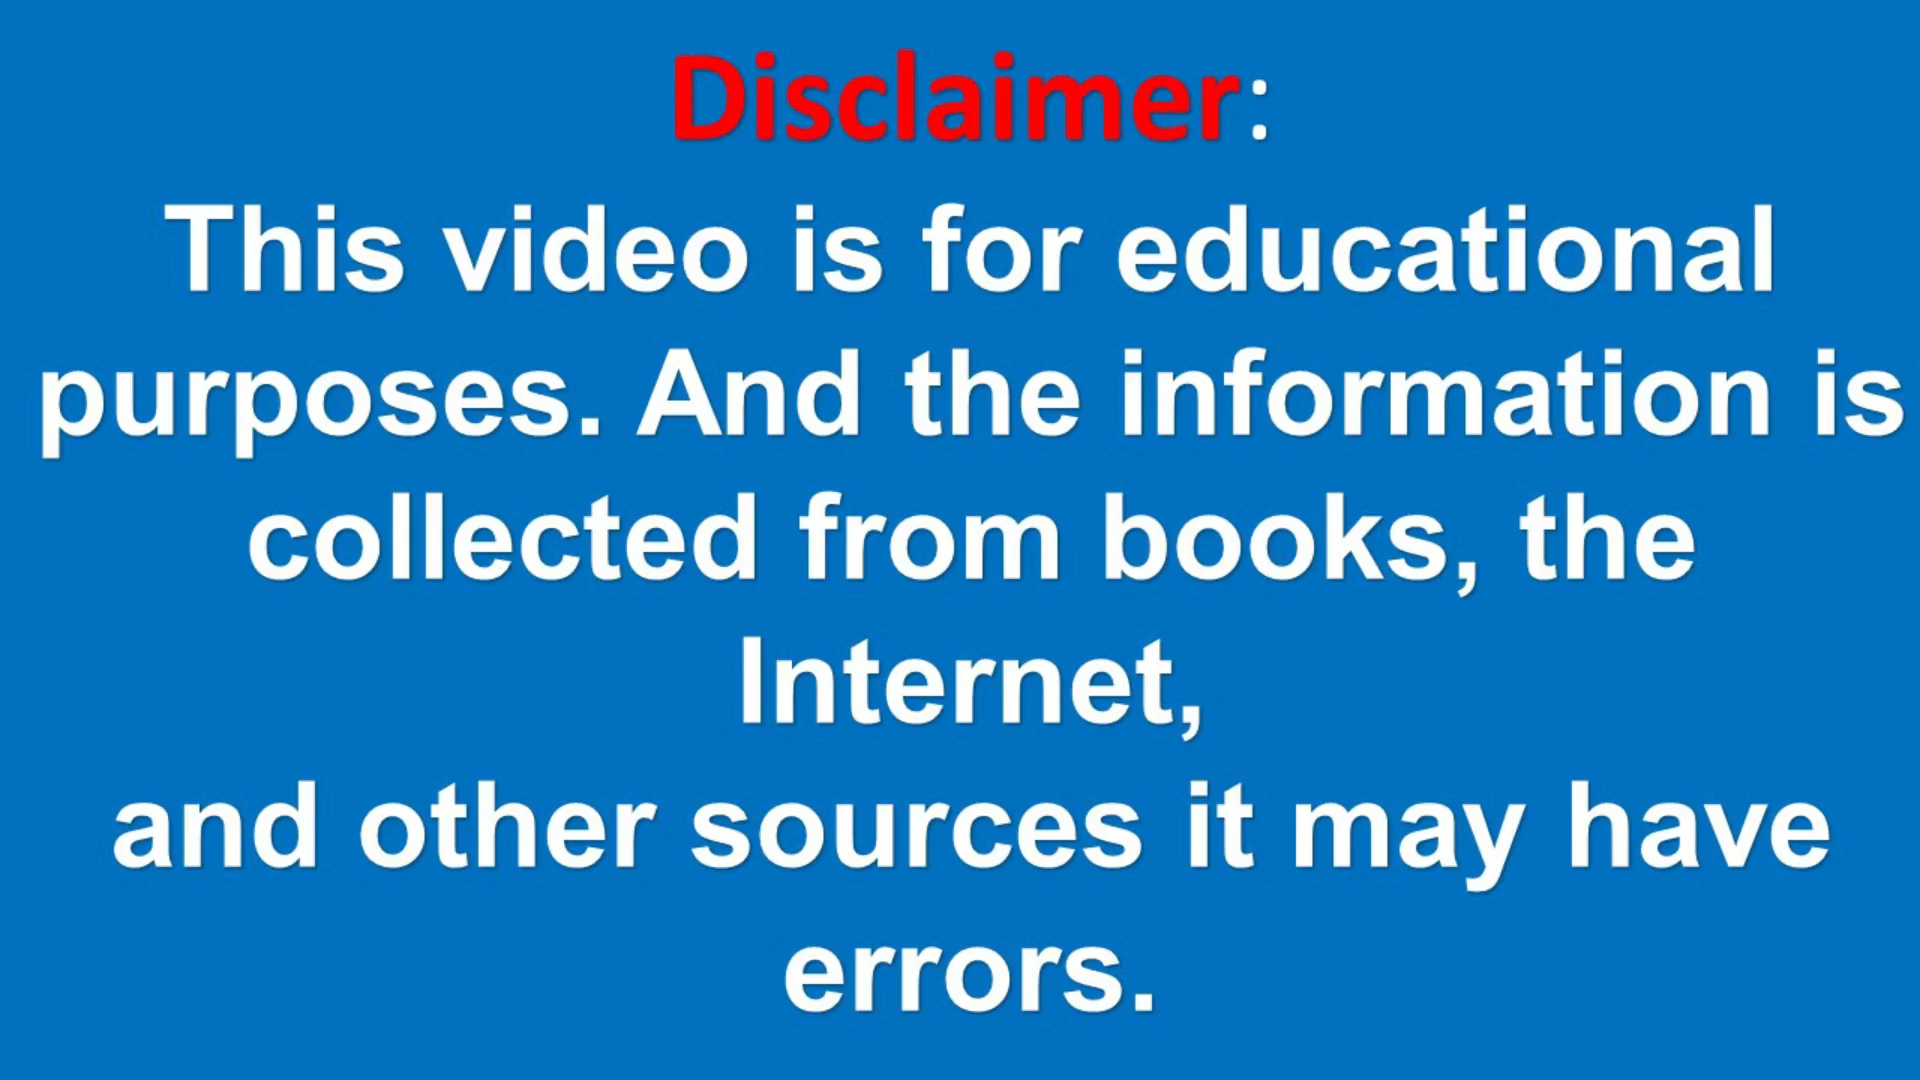 Disclaimer:
This video is for educational
purposes. And the information is
collected from books, the
Internet,
and other sources it may have
errors.